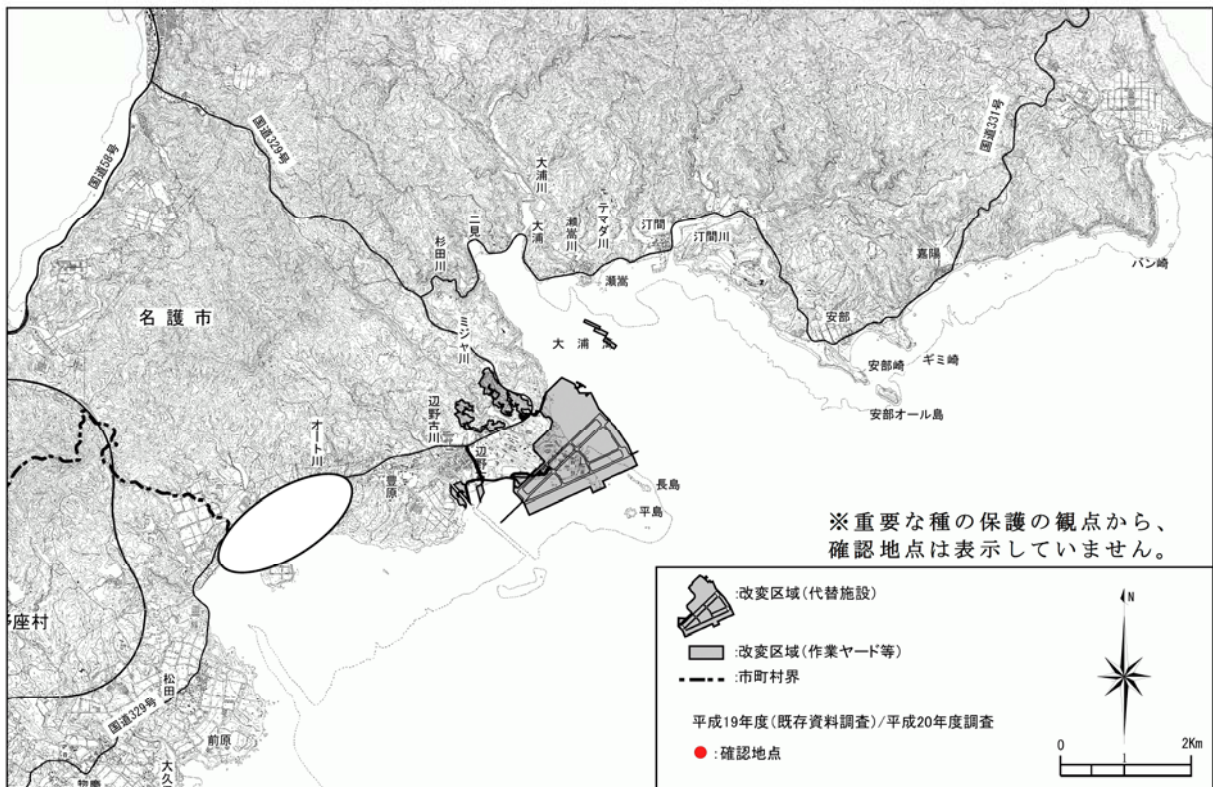 国道58号
国道329号
国道331号
大浦川
大浦
瀬嵩川
テマダ川
汀間
汀間川
二見
杉田川
瀬嵩
嘉陽
バン崎
名護市
ミジャ川
大浦
安部
安部崎
ギミ崎
安部オール島
辺野古川
オート川
辺野
豊原
長島
平島
※重要な種の保護の観点から、
確認地点は表示していません。
座村
松田
国道329号
前原
:改変区域(代替施設)
:改変区域(作業ヤード等)
:市町村界
平成19年度(既存資料調査)/平成20年度調査
:確認地点
N
0 1 2Km